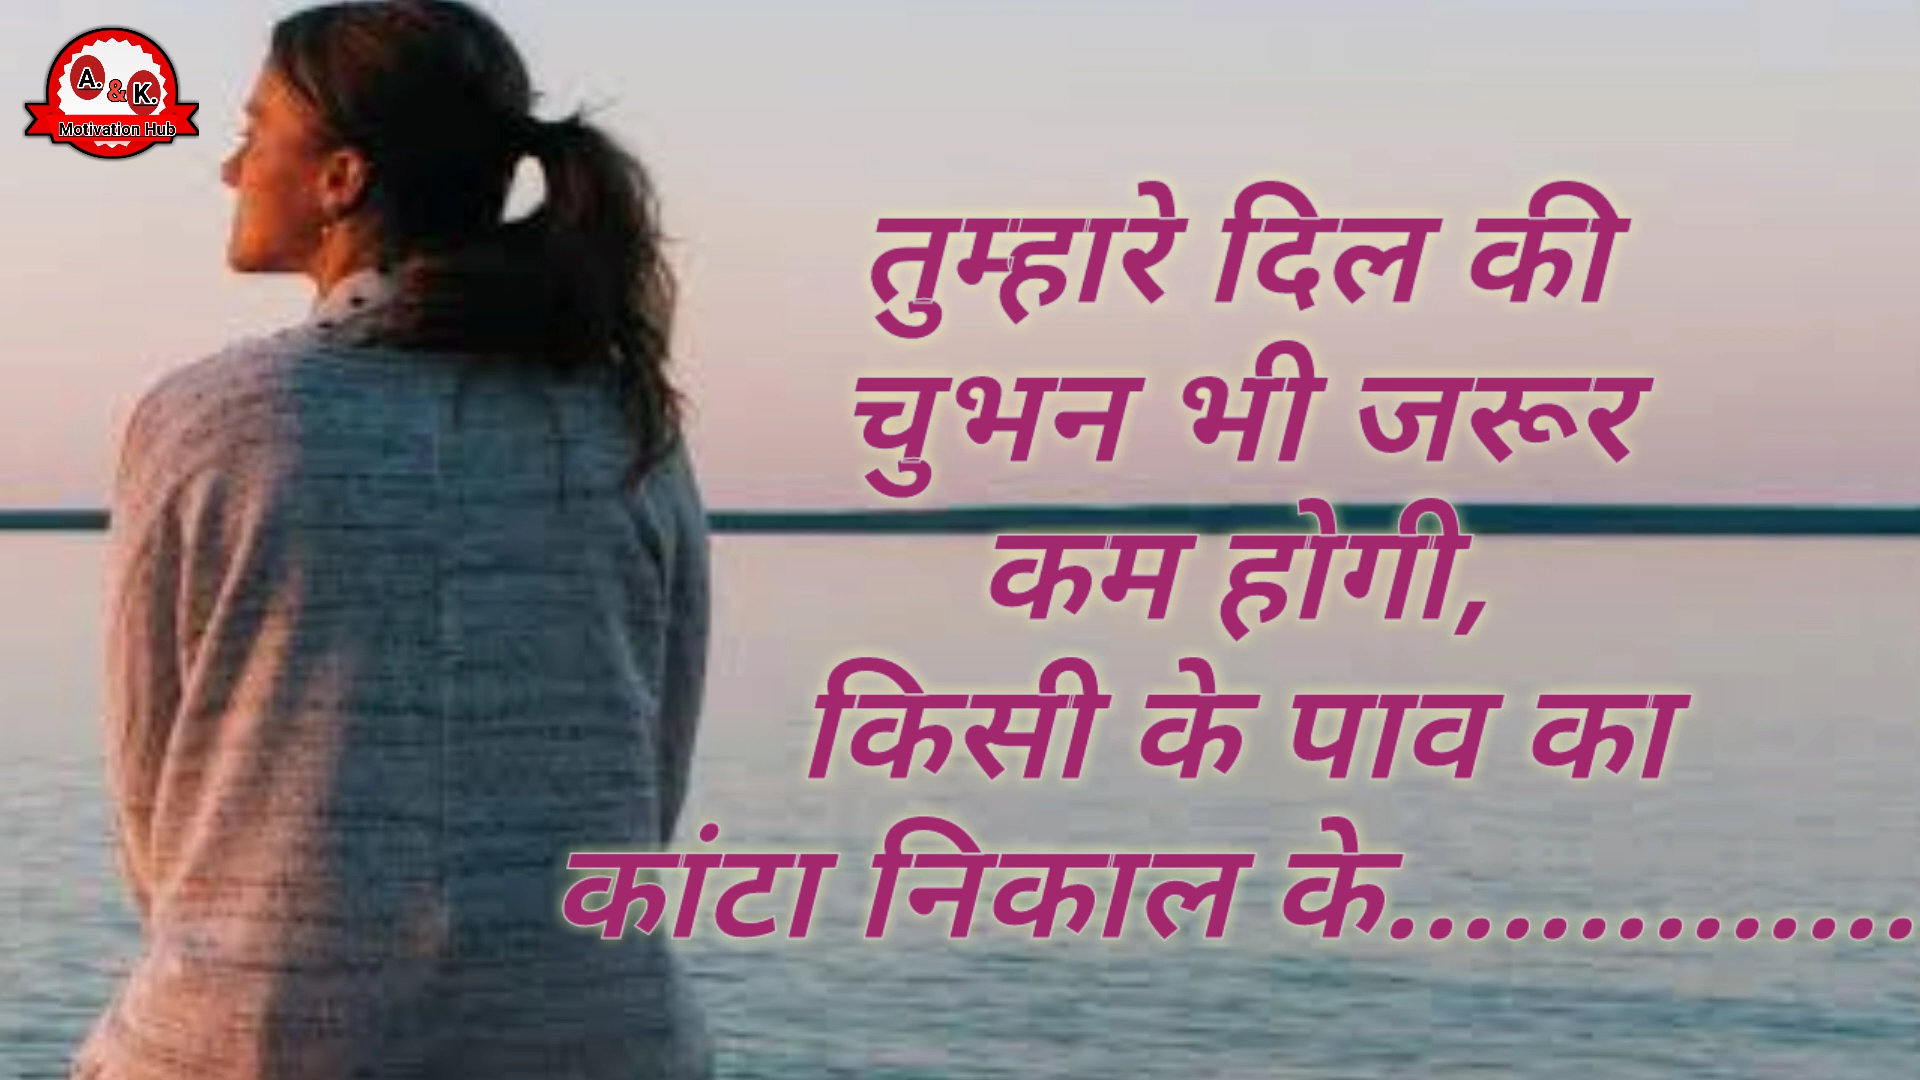 A. & K.
Motivation Hub
तुम्हारे दिल की
चुभन भी जरूर
कम होगी,
किसी के पाव का
कांटा निकाल के..............